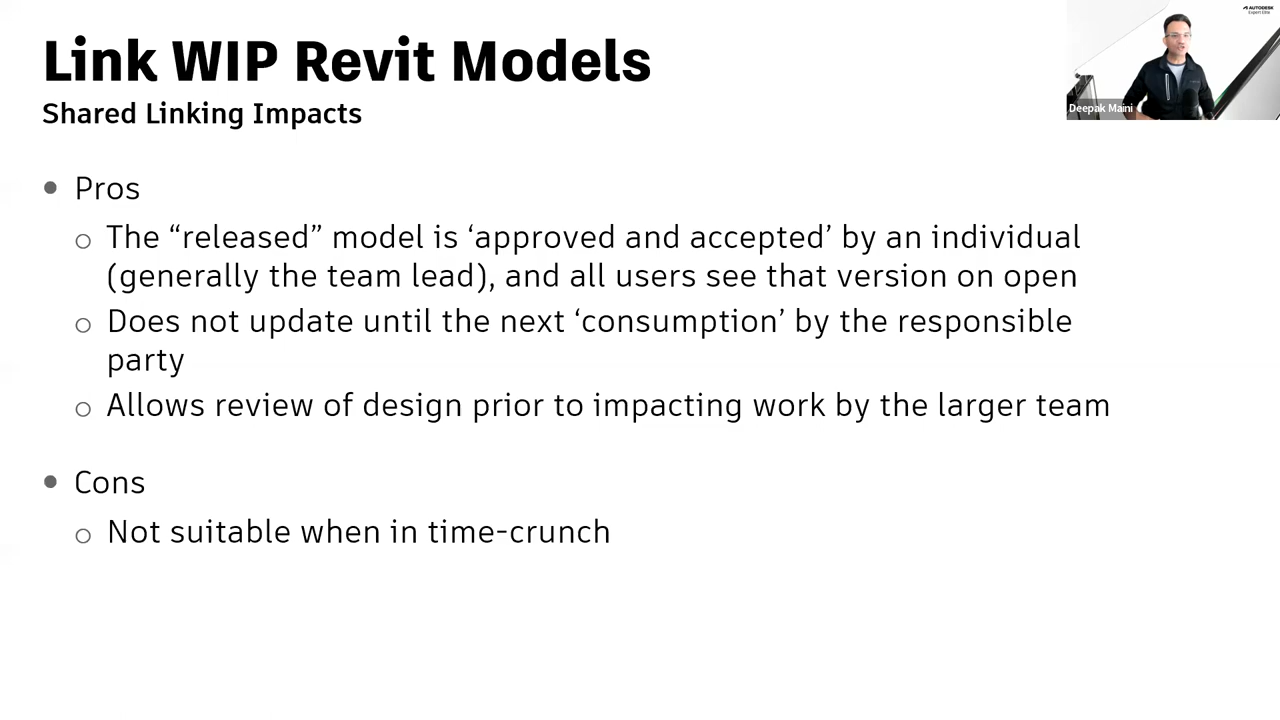 Link WIP Revit Models
Shared Linking Impacts
AUTODESK
Expert Elite
Deepak Maini
Pros
The “released” model is ‘approved and accepted’ by an individual
(generally the team lead), and all users see that version on open
Does not update until the next ‘consumption’ by the responsible
party
Allows review of design prior to impacting work by the larger team
Cons
Not suitable when in time-crunch